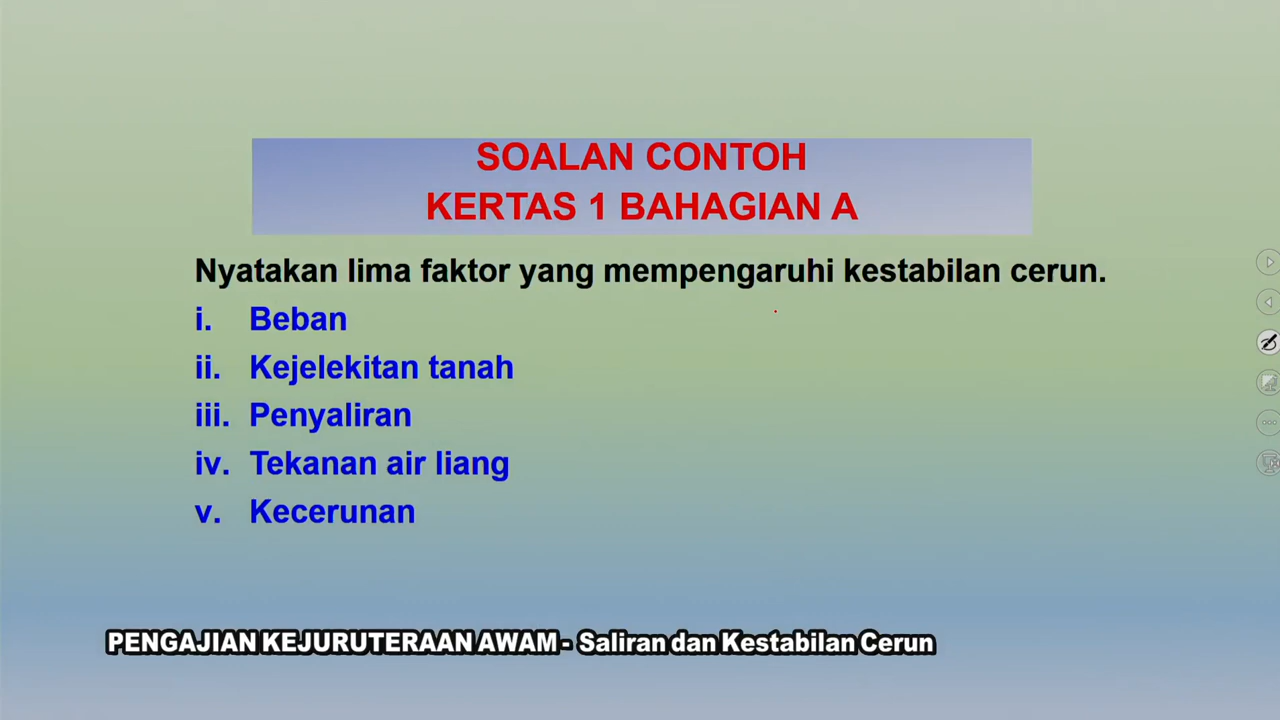 SOALAN CONTOH
KERTAS 1 BAHAGIAN A
Nyatakan lima faktor yang mempengaruhi kestabilan cerun.
i. Beban
ii. Kejelekitan tanah
iii. Penyaliran
iv. Tekanan air liang
v. Kecerunan
PENGAJIAN KEJURUTERAAN AWAM - Saliran dan Kestabilan Cerun